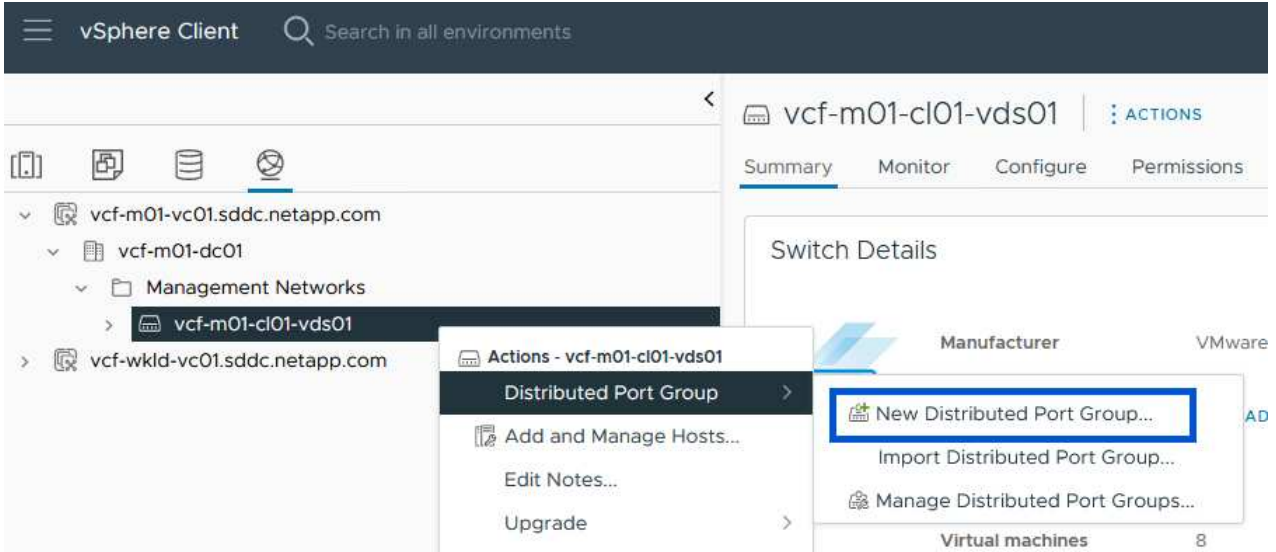 vSphere Client
Search in all environments
vcf-m01-cl01-vds01
ACTIONS
Summary
Monitor
Configure
Permissions
vcf-m01-vc01.sddc.netapp.com
vcf-m01-dc01
Management Networks
vcf-m01-cl01-vds01
vcf-wkld-vc01.sddc.netapp.com
Switch Details
Manufacturer
VMware
Actions - vcf-m01-cl01-vds01
Distributed Port Group
Add and Manage Hosts...
Edit Notes...
Upgrade
New Distributed Port Group...
AD
Import Distributed Port Group...
Manage Distributed Port Groups...
Virtual machines
8